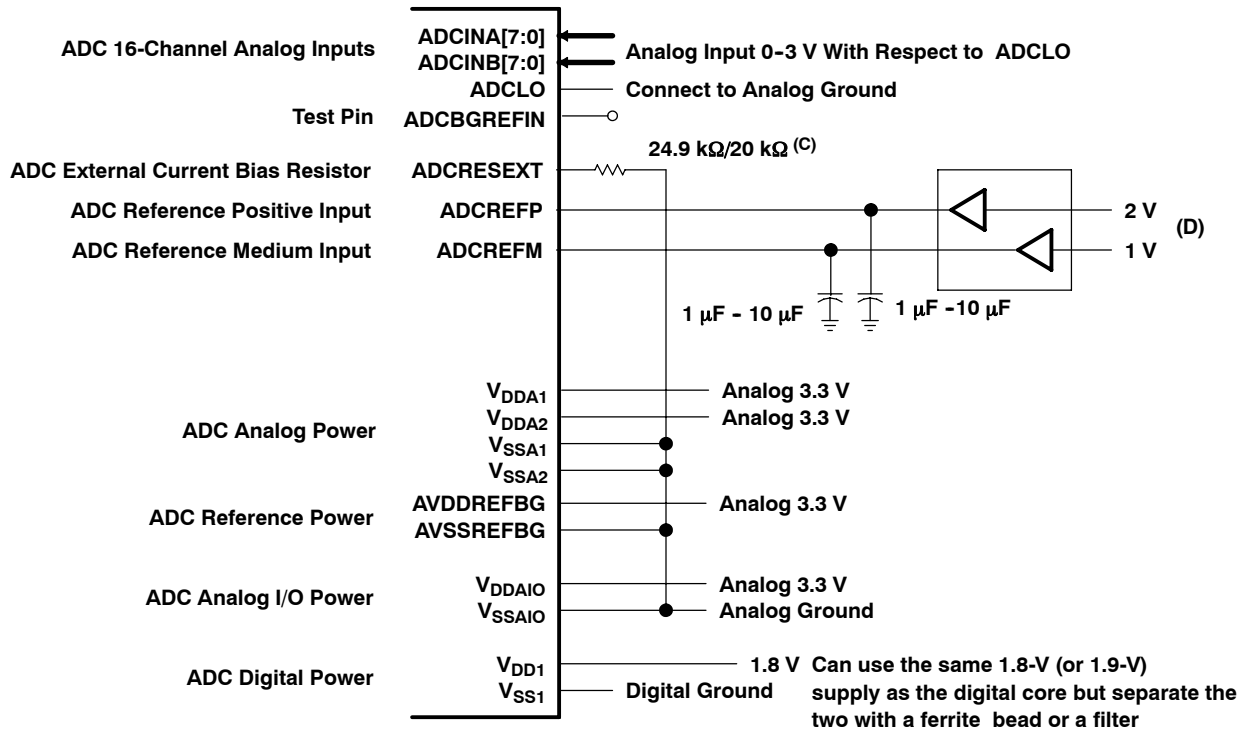 ADC 16-Channel Analog Inputs
ADCINA[7:0]
ADCINB[7:0]
Analog Input 0-3 V With Respect to ADCLO
ADCLO
Connect to Analog Ground
Test Pin
ADCBGREFIN
24.9 kΩ/20 kΩ (C)
ADC External Current Bias Resistor
ADCRESEXT
ADC Reference Positive Input
ADCREFP
2 V
(D)
ADC Reference Medium Input
ADCREFM
1 V
1 μF - 10 μF
1 μF -10 μF
ADC Analog Power
VDDA1
Analog 3.3 V
VDDA2
Analog 3.3 V
VSSA1
VSSA2
ADC Reference Power
AVDDREFBG
Analog 3.3 V
AVSSREFBG
ADC Analog I/O Power
VDDAIO
Analog 3.3 V
VSSAIO
Analog Ground
ADC Digital Power
VDD1
1.8 V
Can use the same 1.8-V (or 1.9-V)
supply as the digital core but separate the
two with a ferrite bead or a filter
VSS1
Digital Ground